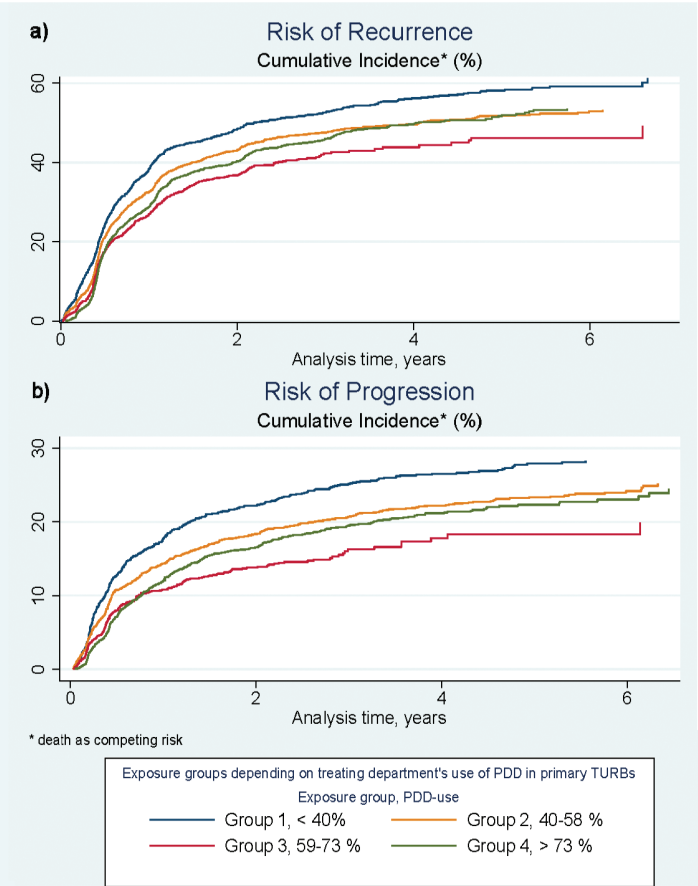 a)
Risk of Recurrence
Cumulative Incidence* (%)
60
40
20
0
0 2 4 6
Analysis time, years
b)
Risk of Progression
Cumulative Incidence* (%)
30
20
10
0
0 2 4 6
Analysis time, years
* death as competing risk
Exposure groups depending on treating department's use of PDD in primary TURBs
Exposure group, PDD-use
Group 1, < 40% Group 2, 40-58 %
Group 3, 59-73 % Group 4, > 73 %